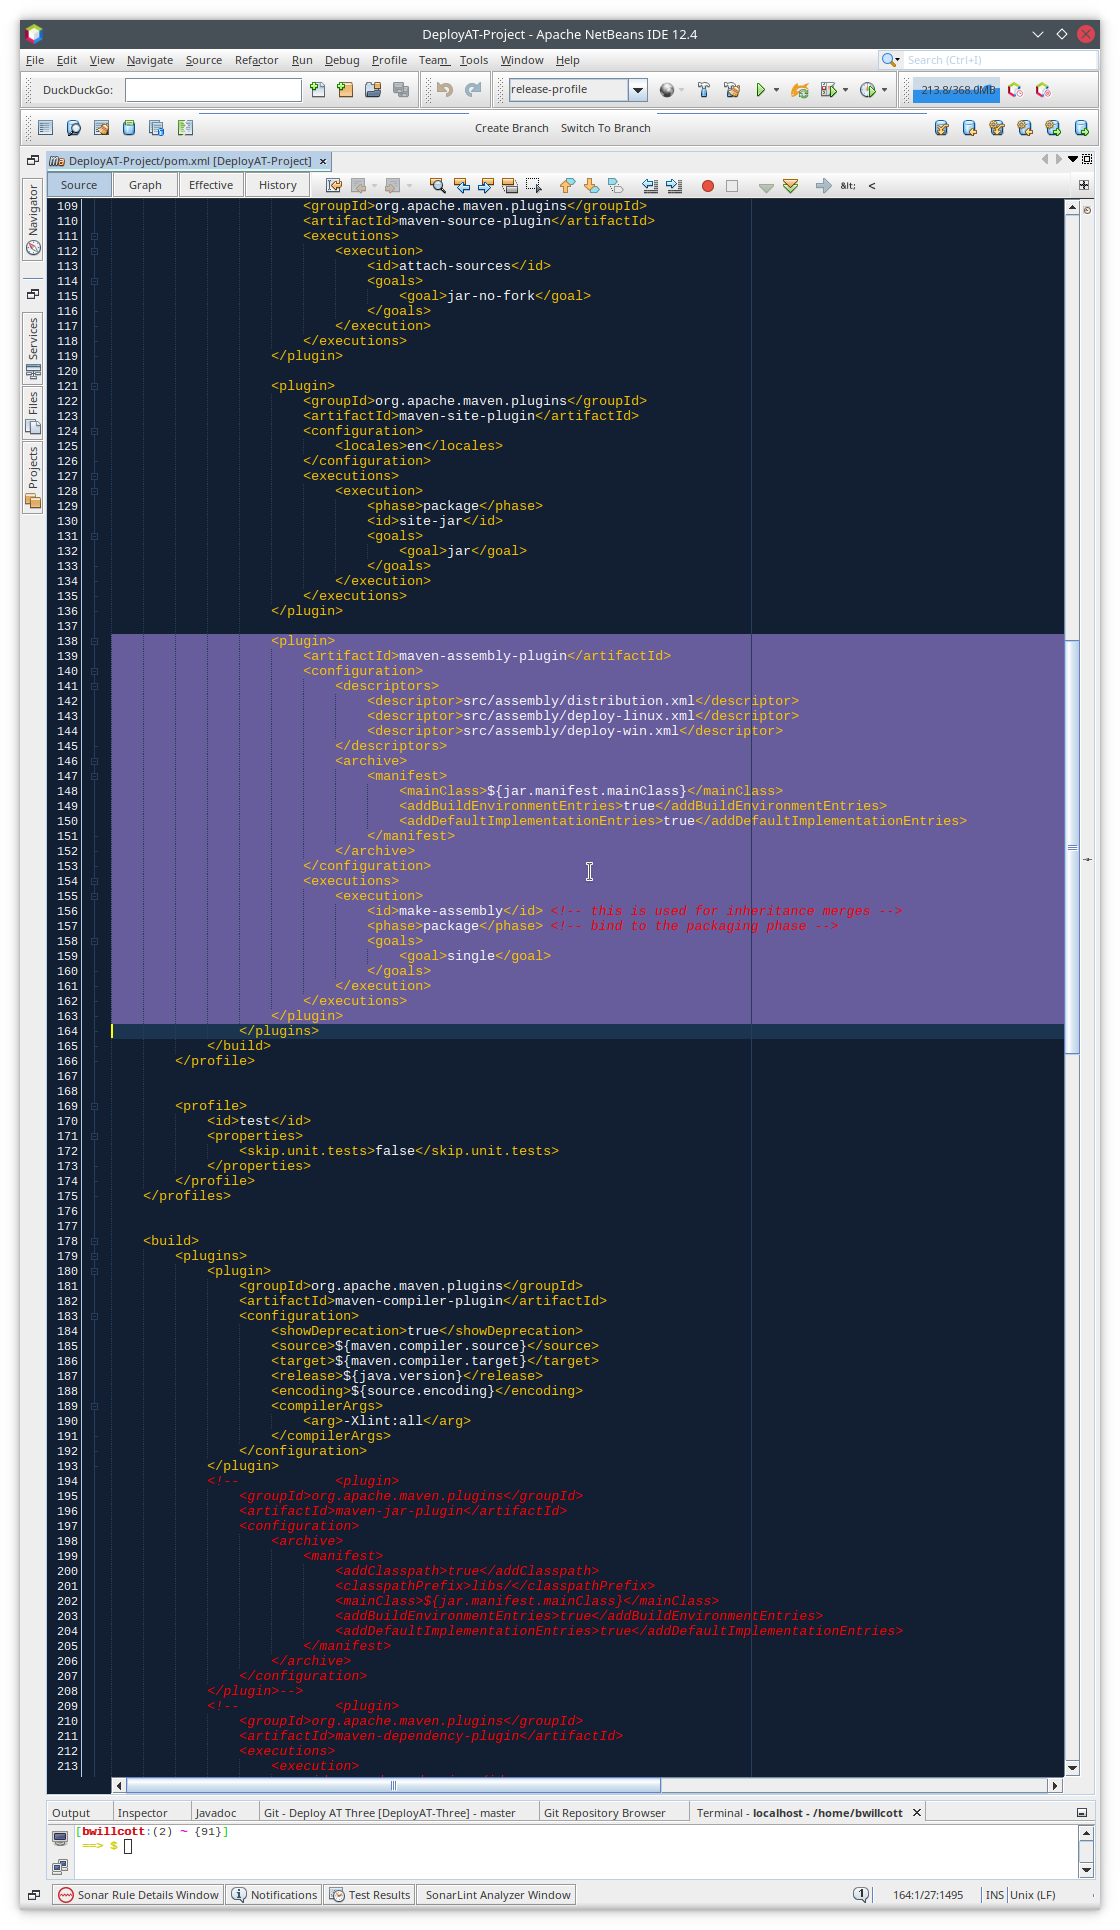 DeployAT-Project - Apache NetBeans IDE 12.4
File Edit View Navigate Source Refactor Run Debug Profile Team Tools Window Help Search (Ctrl+I)
DuckDuckGo: release-profile 213.8/368.0MB
Create Branch Switch To Branch
DeployAT-Project/pom.xml [DeployAT-Project]
Source Graph Effective History &lt; <
Navigator
Services
Files
Projects
109 <groupId>org.apache.maven.plugins</groupId>
110 <artifactId>maven-source-plugin</artifactId>
111 <executions>
112 <execution>
113 <id>attach-sources</id>
114 <goals>
115 <goal>jar-no-fork</goal>
116 </goals>
117 </execution>
118 </executions>
119 </plugin>
120
121 <plugin>
122 <groupId>org.apache.maven.plugins</groupId>
123 <artifactId>maven-site-plugin</artifactId>
124 <configuration>
125 <locales>en</locales>
126 </configuration>
127 <executions>
128 <execution>
129 <phase>package</phase>
130 <id>site-jar</id>
131 <goals>
132 <goal>jar</goal>
133 </goals>
134 </execution>
135 </executions>
136 </plugin>
137
138 <plugin>
139 <artifactId>maven-assembly-plugin</artifactId>
140 <configuration>
141 <descriptors>
142 <descriptor>src/assembly/distribution.xml</descriptor>
143 <descriptor>src/assembly/deploy-linux.xml</descriptor>
144 <descriptor>src/assembly/deploy-win.xml</descriptor>
145 </descriptors>
146 <archive>
147 <manifest>
148 <mainClass>${jar.manifest.mainClass}</mainClass>
149 <addBuildEnvironmentEntries>true</addBuildEnvironmentEntries>
150 <addDefaultImplementationEntries>true</addDefaultImplementationEntries>
151 </manifest>
152 </archive>
153 </configuration>
154 <executions>
155 <execution>
156 <id>make-assembly</id> <!-- this is used for inheritance merges -->
157 <phase>package</phase> <!-- bind to the packaging phase -->
158 <goals>
159 <goal>single</goal>
160 </goals>
161 </execution>
162 </executions>
163 </plugin>
164 </plugins>
165 </build>
166 </profile>
167
168
169 <profile>
170 <id>test</id>
171 <properties>
172 <skip.unit.tests>false</skip.unit.tests>
173 </properties>
174 </profile>
175 </profiles>
176
177
178 <build>
179 <plugins>
180 <plugin>
181 <groupId>org.apache.maven.plugins</groupId>
182 <artifactId>maven-compiler-plugin</artifactId>
183 <configuration>
184 <showDeprecation>true</showDeprecation>
185 <source>${maven.compiler.source}</source>
186 <target>${maven.compiler.target}</target>
187 <release>${java.version}</release>
188 <encoding>${source.encoding}</encoding>
189 <compilerArgs>
190 <arg>-Xlint:all</arg>
191 </compilerArgs>
192 </configuration>
193 </plugin>
194 <!-- <plugin>
195 <groupId>org.apache.maven.plugins</groupId>
196 <artifactId>maven-jar-plugin</artifactId>
197 <configuration>
198 <archive>
199 <manifest>
200 <addClasspath>true</addClasspath>
201 <classpathPrefix>libs/</classpathPrefix>
202 <mainClass>${jar.manifest.mainClass}</mainClass>
203 <addBuildEnvironmentEntries>true</addBuildEnvironmentEntries>
204 <addDefaultImplementationEntries>true</addDefaultImplementationEntries>
205 </manifest>
206 </archive>
207 </configuration>
208 </plugin>-->
209 <!-- <plugin>
210 <groupId>org.apache.maven.plugins</groupId>
211 <artifactId>maven-dependency-plugin</artifactId>
212 <executions>
213 <execution>
Output Inspector Javadoc Git - Deploy AT Three [DeployAT-Three] - master Git Repository Browser Terminal - localhost - /home/bwillcott
[bwillcott:(2) ~ {91}]
==> $
Sonar Rule Details Window Notifications Test Results SonarLint Analyzer Window 1 164:1/27:1495 INS Unix (LF)